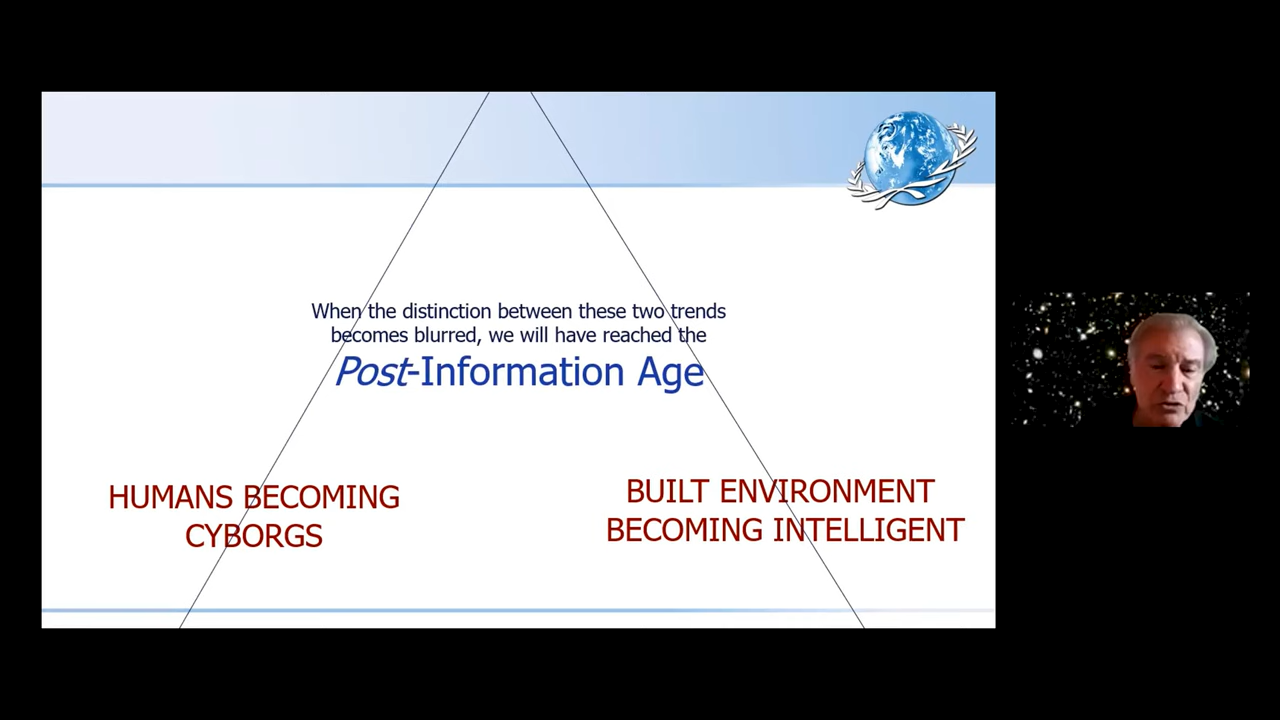 When the distinction between these two trends
becomes blurred, we will have reached the
Post-Information Age
HUMANS BECOMING
CYBORGS
BUILT ENVIRONMENT
BECOMING INTELLIGENT